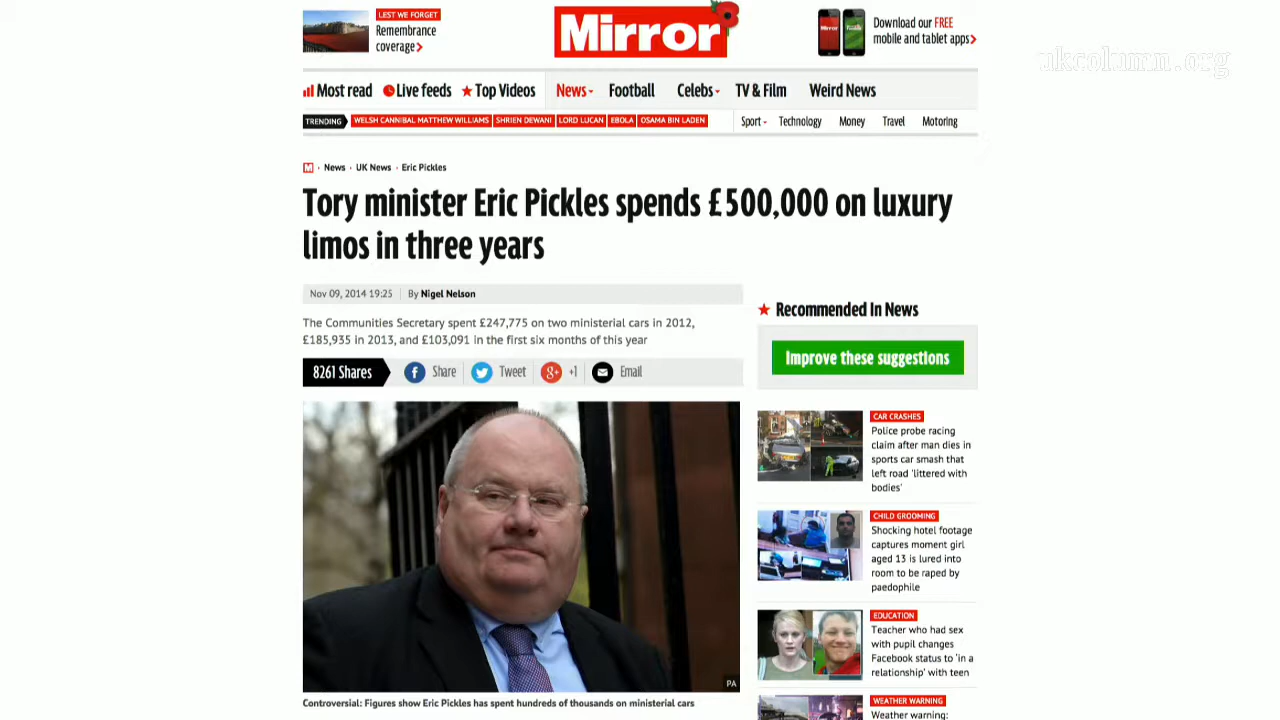 LEST WE FORGET
Remembrance
coverage
Mirror
Download our FREE
mobile and tablet apps
ukcolumn.org
Most read
Live feeds
Top Videos
News
Football
Celebs
TV & Film
Weird News
TRENDING
WELSH CANNIBAL MATTHEW WILLIAMS
SHRIEN DEWANI
LORD LUCAN
EBOLA
OSAMA BIN LADEN
Sport
Technology
Money
Travel
Motoring
M · News · UK News · Eric Pickles
Tory minister Eric Pickles spends £500,000 on luxury
limos in three years
Nov 09, 2014 19:25
By Nigel Nelson
The Communities Secretary spent £247,775 on two ministerial cars in 2012,
£185,935 in 2013, and £103,091 in the first six months of this year
8261 Shares
Share
Tweet
+1
Email
PA
Controversial: Figures show Eric Pickles has spent hundreds of thousands on ministerial cars
Recommended In News
Improve these suggestions
CAR CRASHES
Police probe racing
claim after man dies in
sports car smash that
left road 'littered with
bodies'
CHILD GROOMING
Shocking hotel footage
captures moment girl
aged 13 is lured into
room to be raped by
paedophile
EDUCATION
Teacher who had sex
with pupil changes
Facebook status to 'in a
relationship' with teen
WEATHER WARNING
Weather warning: